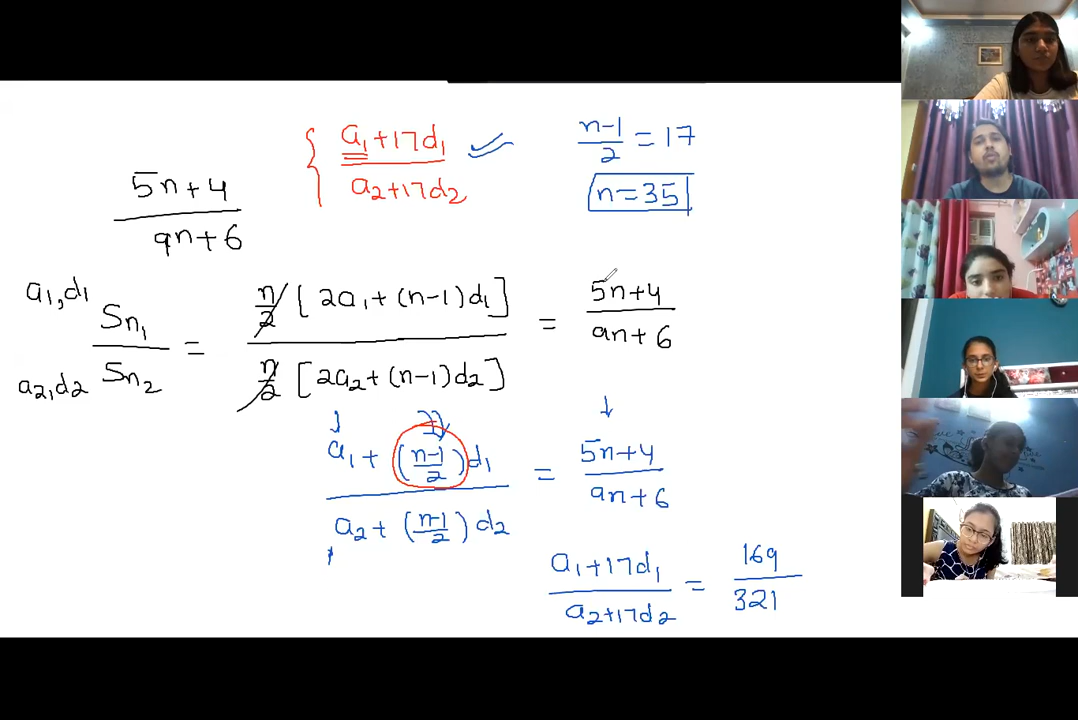 a₁+17d₁ / a₂+17d₂
(n-1)/2 = 17
n=35
5n+4 / 9n+6
a₁,d₁
a₂,d₂
Sn₁ / Sn₂ = n/2 [2a₁+(n-1)d₁] / n/2 [2a₂+(n-1)d₂] = 5n+4 / 9n+6
a₁ + ((n-1)/2)d₁ / a₂ + ((n-1)/2)d₂ = 5n+4 / 9n+6
a₁+17d₁ / a₂+17d₂ = 169 / 321